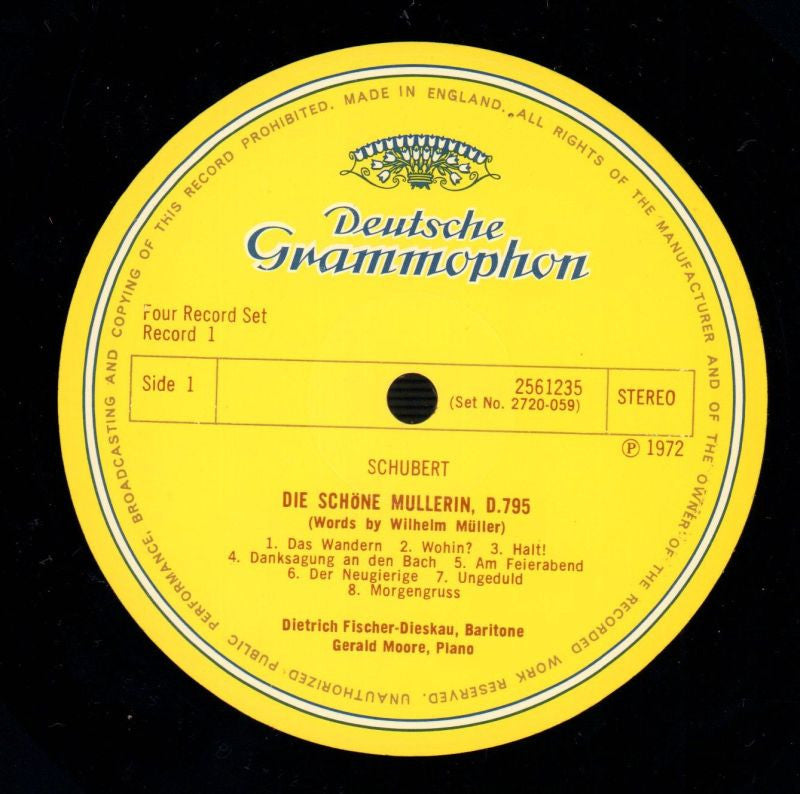 MADE IN ENGLAND. ALL RIGHTS OF THE MANUFACTURER AND OF THE OWNER OF THE RECORDED WORK RESERVED. UNAUTHORIZED PUBLIC PERFORMANCE, BROADCASTING AND COPYING OF THIS RECORD PROHIBITED.
Deutsche
Grammophon
Four Record Set
Record 1
Side 1
2561235
(Set No. 2720-059)
STEREO
℗ 1972
SCHUBERT
DIE SCHÖNE MULLERIN, D.795
(Words by Wilhelm Müller)
1. Das Wandern 2. Wohin? 3. Halt!
4. Danksagung an den Bach 5. Am Feierabend
6. Der Neugierige 7. Ungeduld
8. Morgengruss
Dietrich Fischer-Dieskau, Baritone
Gerald Moore, Piano